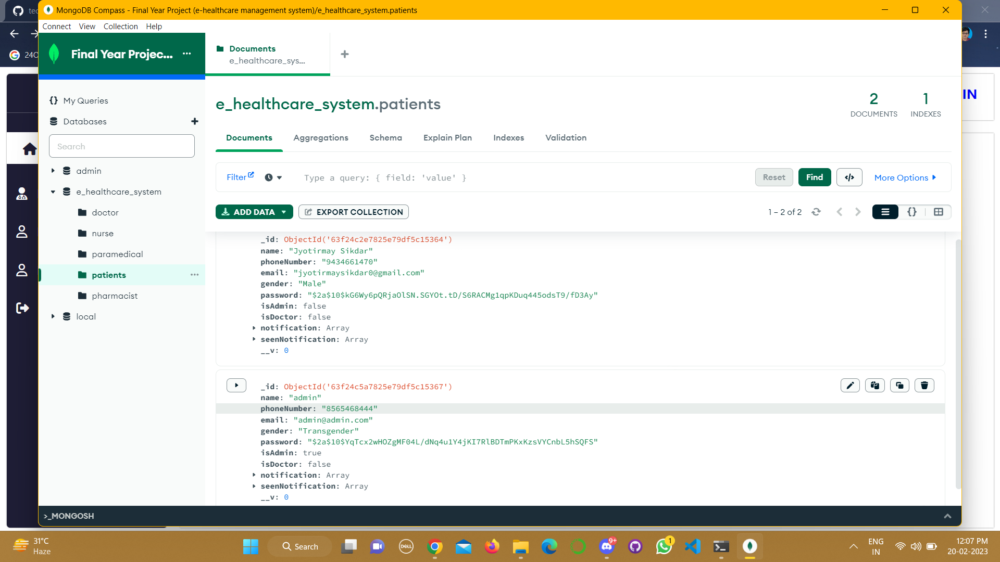 MongoDB Compass - Final Year Project (e-healthcare management system)/e_healthcare_system.patients
Connect View Collection Help
Final Year Projec...
Documents
e_healthcare_sys...
24O
IN
My Queries
Databases
Search
admin
e_healthcare_system
doctor
nurse
paramedical
patients
pharmacist
local
e_healthcare_system.patients
2
DOCUMENTS
1
INDEXES
Documents Aggregations Schema Explain Plan Indexes Validation
Filter
Type a query: { field: 'value' }
Reset
Find
</>
More Options
ADD DATA
EXPORT COLLECTION
1 – 2 of 2
{}
_id: ObjectId('63f24c2e7825e79df5c15364')
name: "Jyotirmay Sikdar"
phoneNumber: "9434661470"
email: "jyotirmaysikdar0@gmail.com"
gender: "Male"
password: "$2a$10$kG6Wy6pQRjaOlSN.SGYOt.tD/S6RACMg1qpKDuq445odsT9/fD3Ay"
isAdmin: false
isDoctor: false
notification: Array
seenNotification: Array
__v: 0
_id: ObjectId('63f24c5a7825e79df5c15367')
name: "admin"
phoneNumber: "8565468444"
email: "admin@admin.com"
gender: "Transgender"
password: "$2a$10$YqTcx2wHOZgMF04L/dNq4u1Y4jKI7RlBDTmPKxKzsVYCnbL5hSQFS"
isAdmin: true
isDoctor: false
notification: Array
seenNotification: Array
__v: 0
>_MONGOSH
31°C
Haze
Search
DELL
9+
1
ENG
IN
12:07 PM
20-02-2023